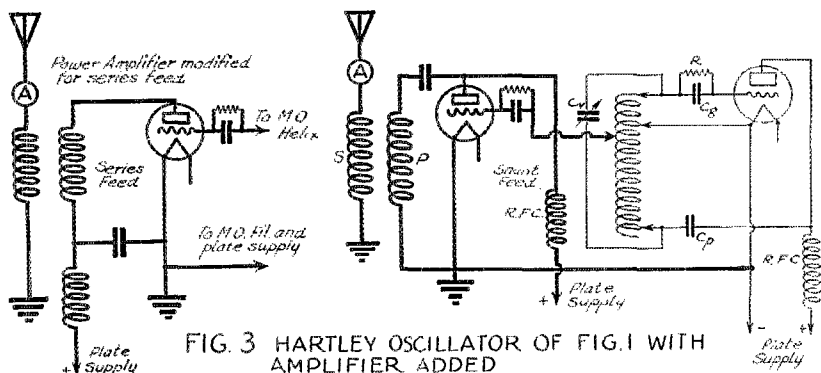 A
Power Amplifier modified
for series feed
To M.O.
Helix
Series
Feed
To M.O. Fil. and
plate supply
+ Plate
Supply
A
S
P
Shunt
Feed
R.F.C.
+ Plate
Supply
Cv
R.
Cg
Cp
R.F.C
- +
Plate
Supply
FIG. 3 HARTLEY OSCILLATOR OF FIG.1 WITH
AMPLIFIER ADDED